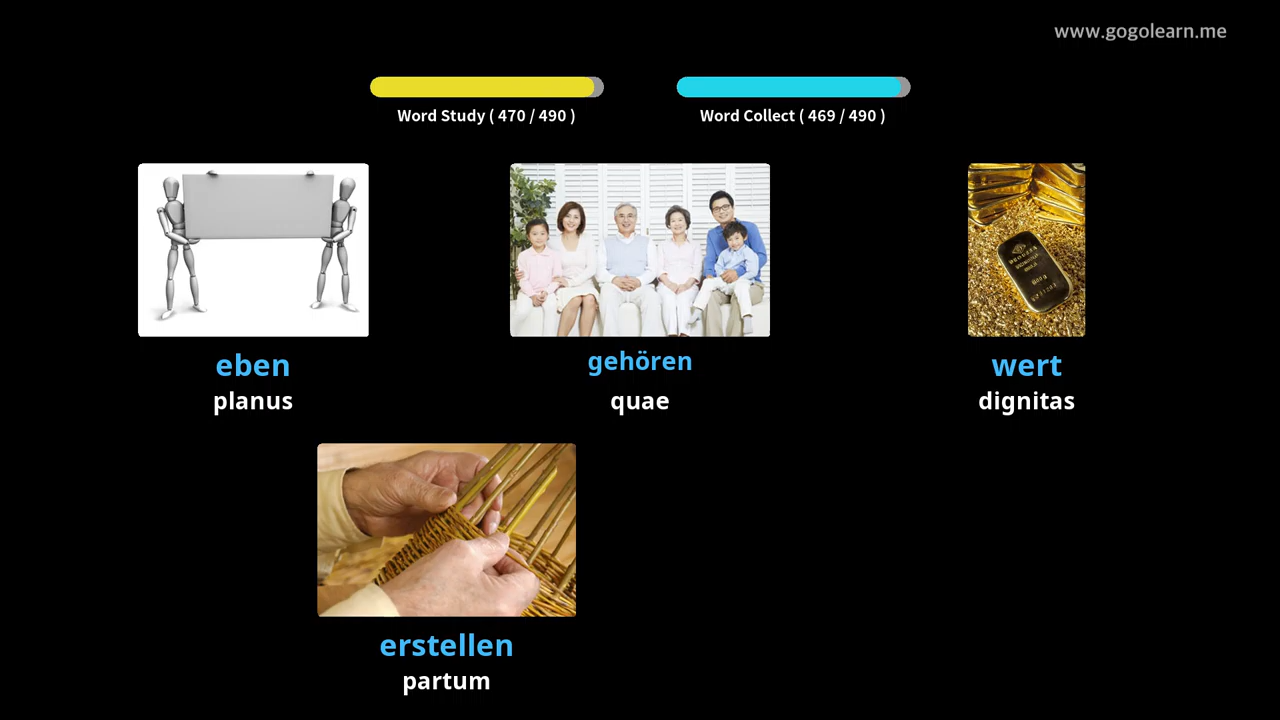 www.gogolearn.me
Word Study ( 470 / 490 )
Word Collect ( 469 / 490 )
eben
planus
gehören
quae
wert
dignitas
erstellen
partum